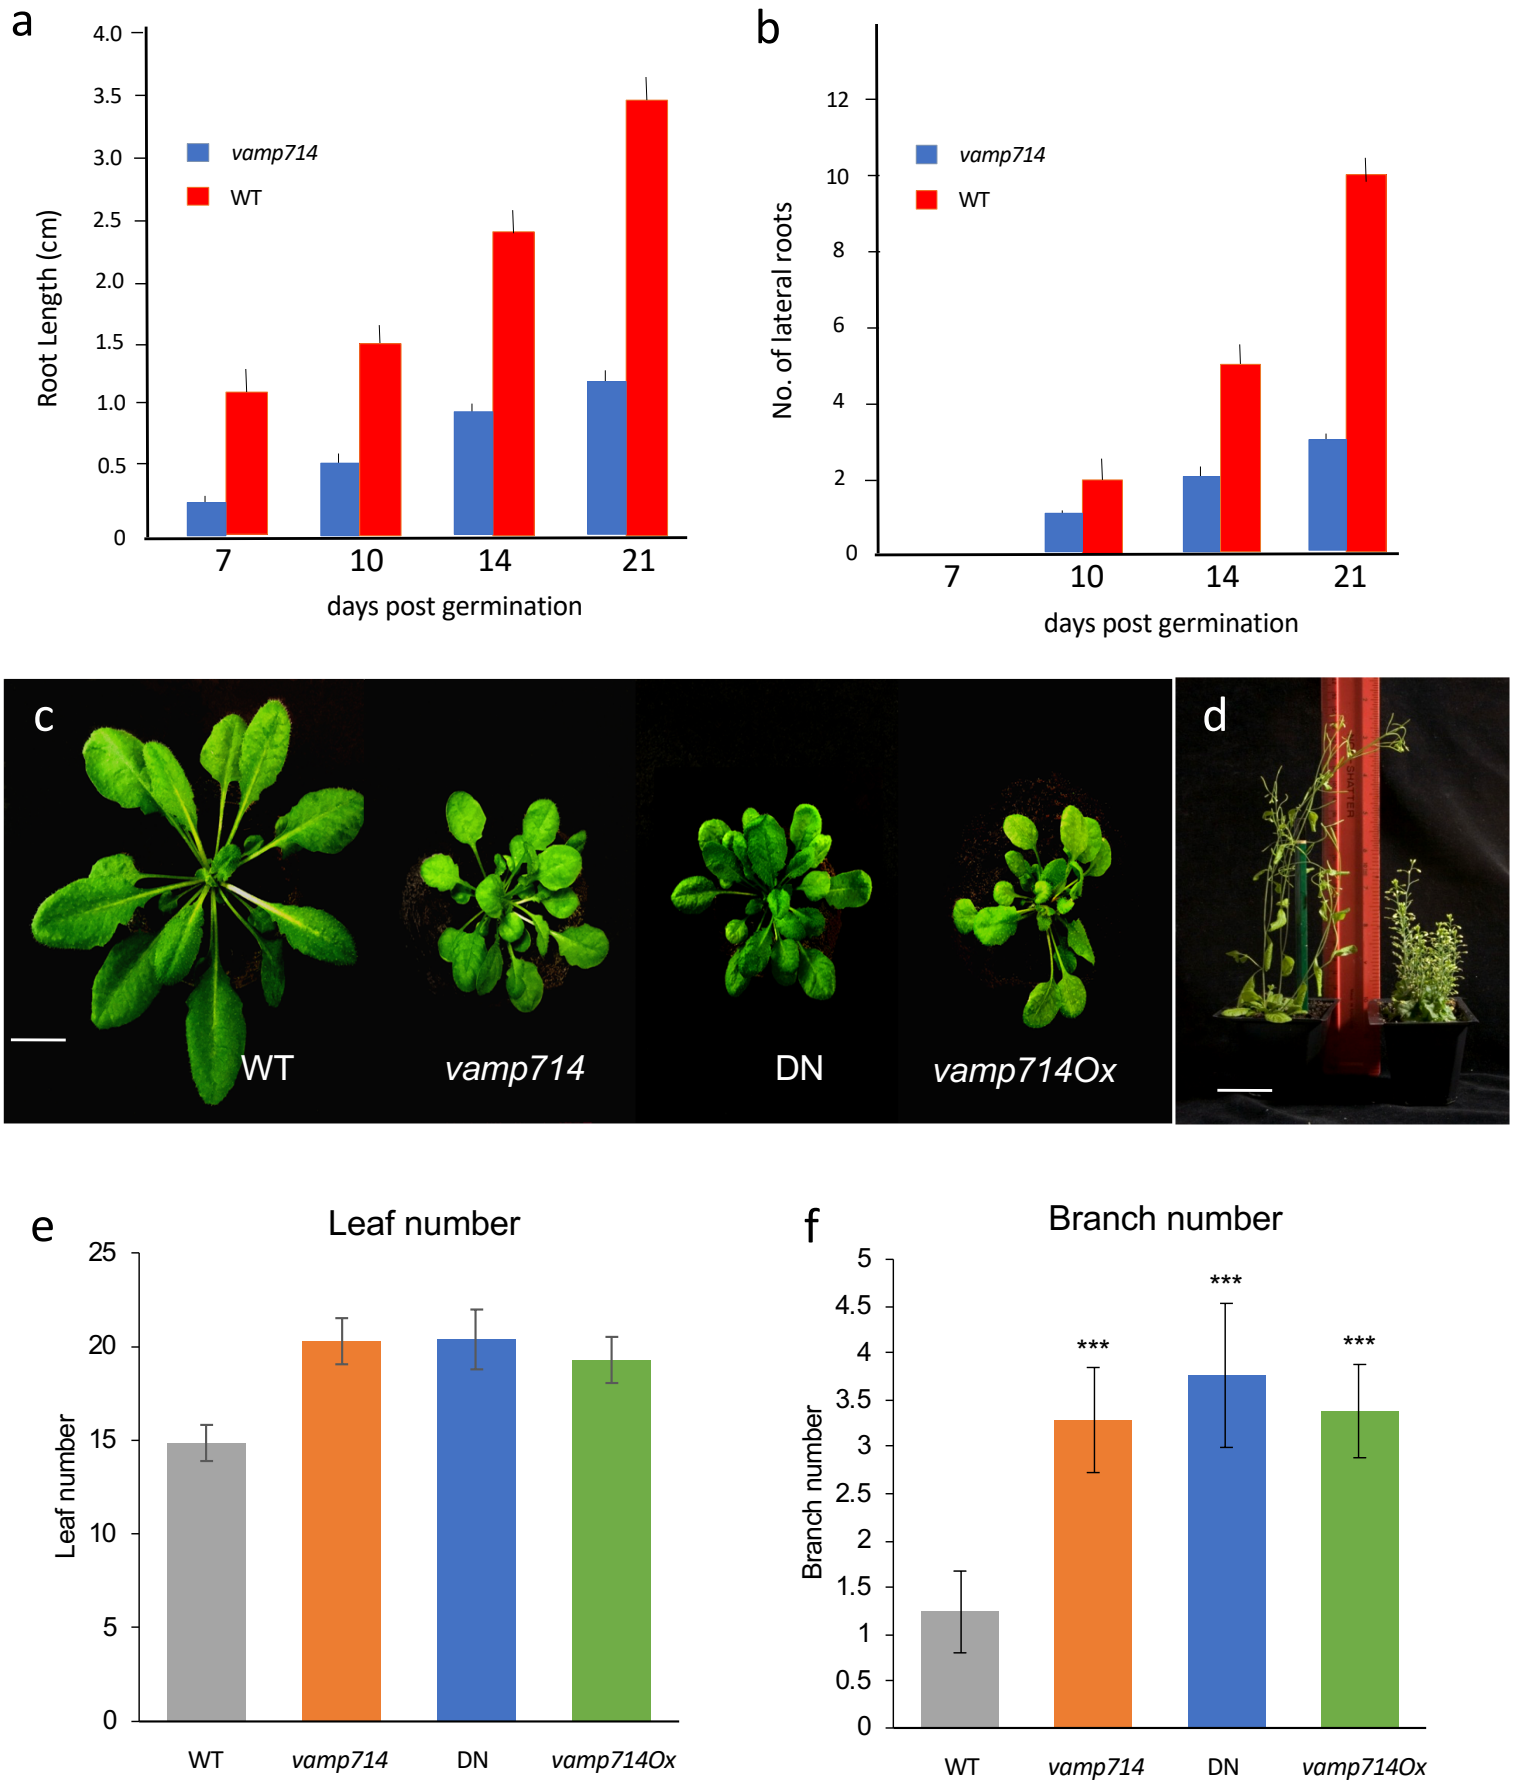 a
4.0
3.5
3.0
2.5
2.0
1.5
1.0
0.5
0
Root Length (cm)
vamp714
WT
7 10 14 21
days post germination
b
12
10
8
6
4
2
0
No. of lateral roots
vamp714
WT
7 10 14 21
days post germination
c
WT vamp714 DN vamp714Ox
d
SHATTER
e
Leaf number
25
20
15
10
5
0
Leaf number
WT vamp714 DN vamp714Ox
f
Branch number
5
4.5
4
3.5
3
2.5
2
1.5
1
0.5
0
Branch number
*** *** ***
WT vamp714 DN vamp714Ox